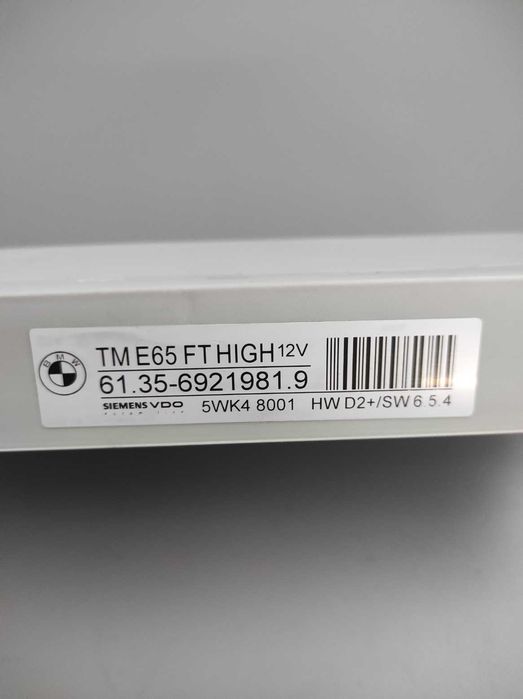 BMW
TM E65 FT HIGH 12V
61.35-6921981.9
SIEMENS VDO 5WK4 8001 HW D2+/SW 6.5.4